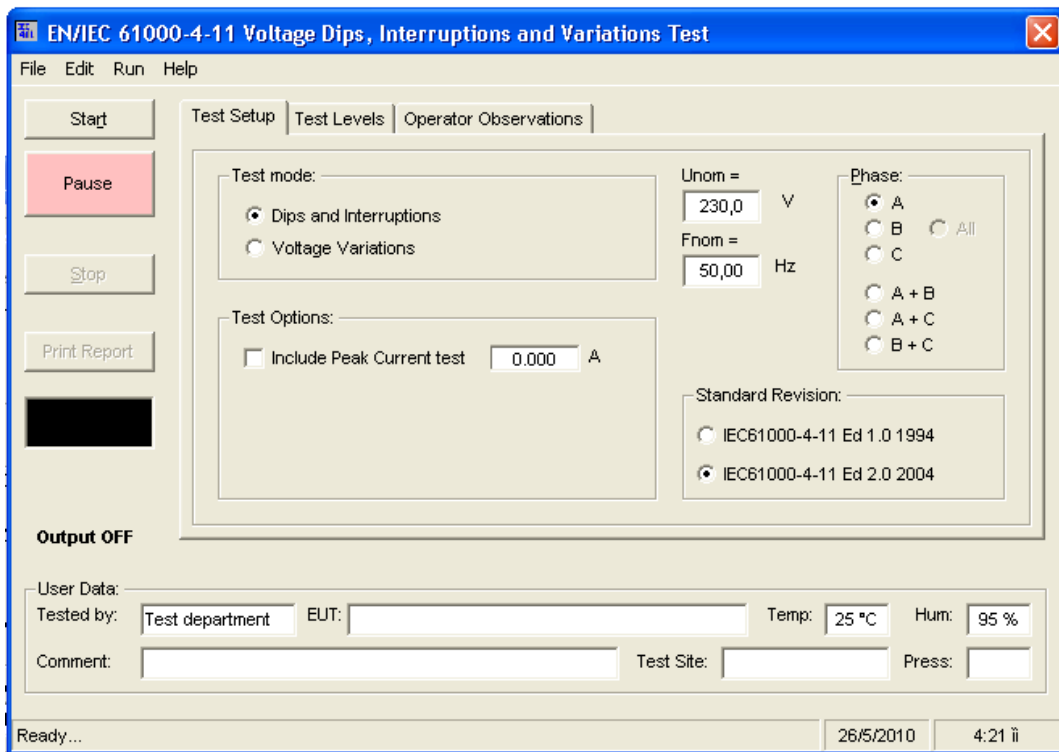 EN/IEC 61000-4-11 Voltage Dips, Interruptions and Variations Test
File Edit Run Help
Start
Pause
Stop
Print Report
Output OFF
Test Setup Test Levels Operator Observations
Test mode:
Dips and Interruptions
Voltage Variations
Test Options:
Include Peak Current test 0.000 A
Unom =
230,0 V
Fnom =
50,00 Hz
Phase:
A
B All
C
A + B
A + C
B + C
Standard Revision:
IEC61000-4-11 Ed 1.0 1994
IEC61000-4-11 Ed 2.0 2004
User Data:
Tested by: Test department EUT: Temp: 25 °C Hum: 95 %
Comment: Test Site: Press:
Ready... 26/5/2010 4:21 ìì